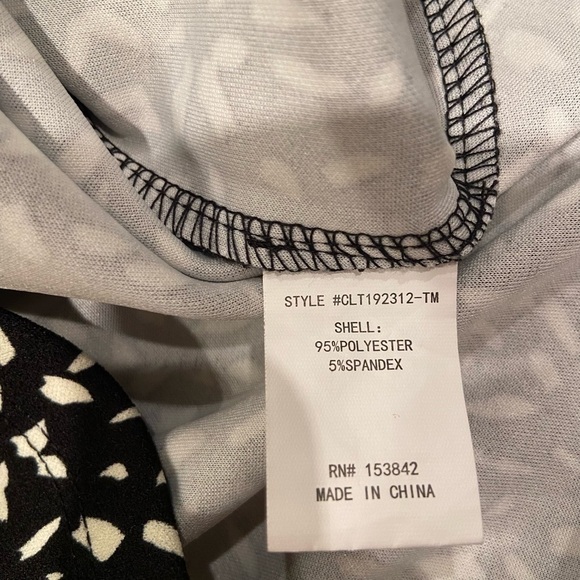 STYLE #CLT192312-TM
SHELL:
95%POLYESTER
5%SPANDEX
RN# 153842
MADE IN CHINA